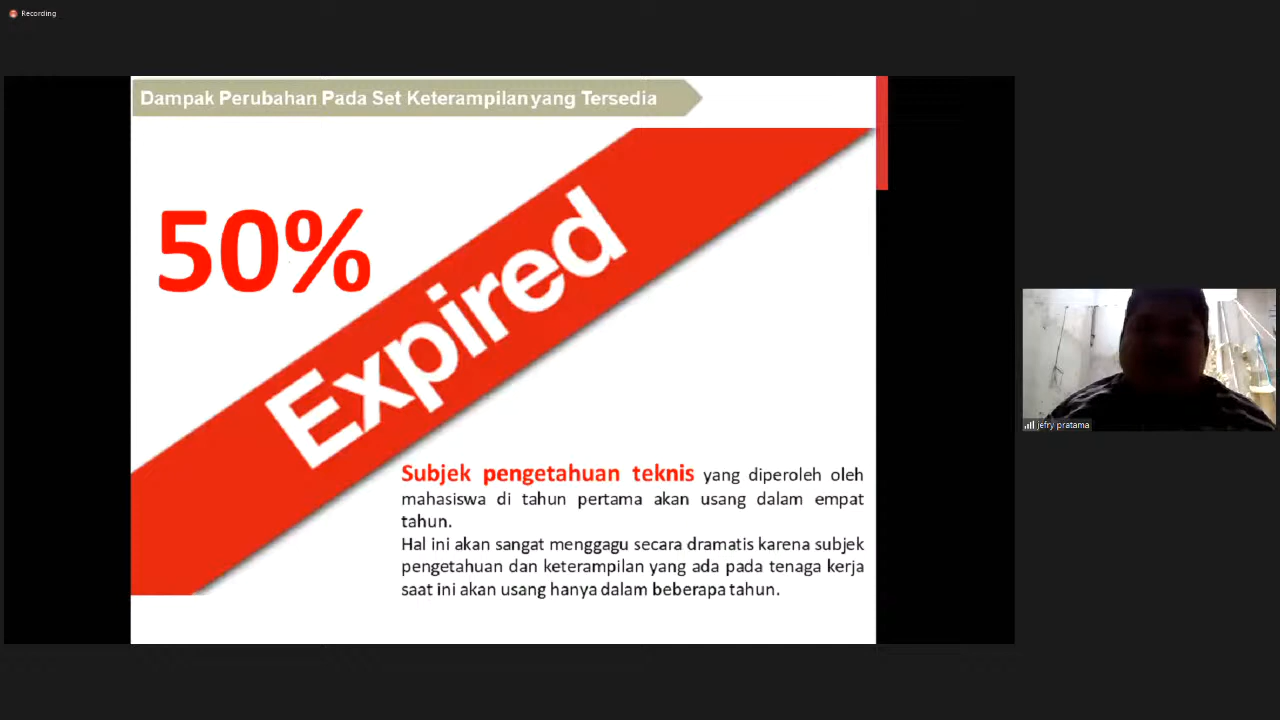 Recording
Dampak Perubahan Pada Set Keterampilan yang Tersedia
50%
Expired
Subjek pengetahuan teknis yang diperoleh oleh
mahasiswa di tahun pertama akan usang dalam empat
tahun.
Hal ini akan sangat menggagu secara dramatis karena subjek
pengetahuan dan keterampilan yang ada pada tenaga kerja
saat ini akan usang hanya dalam beberapa tahun.
jefry pratama